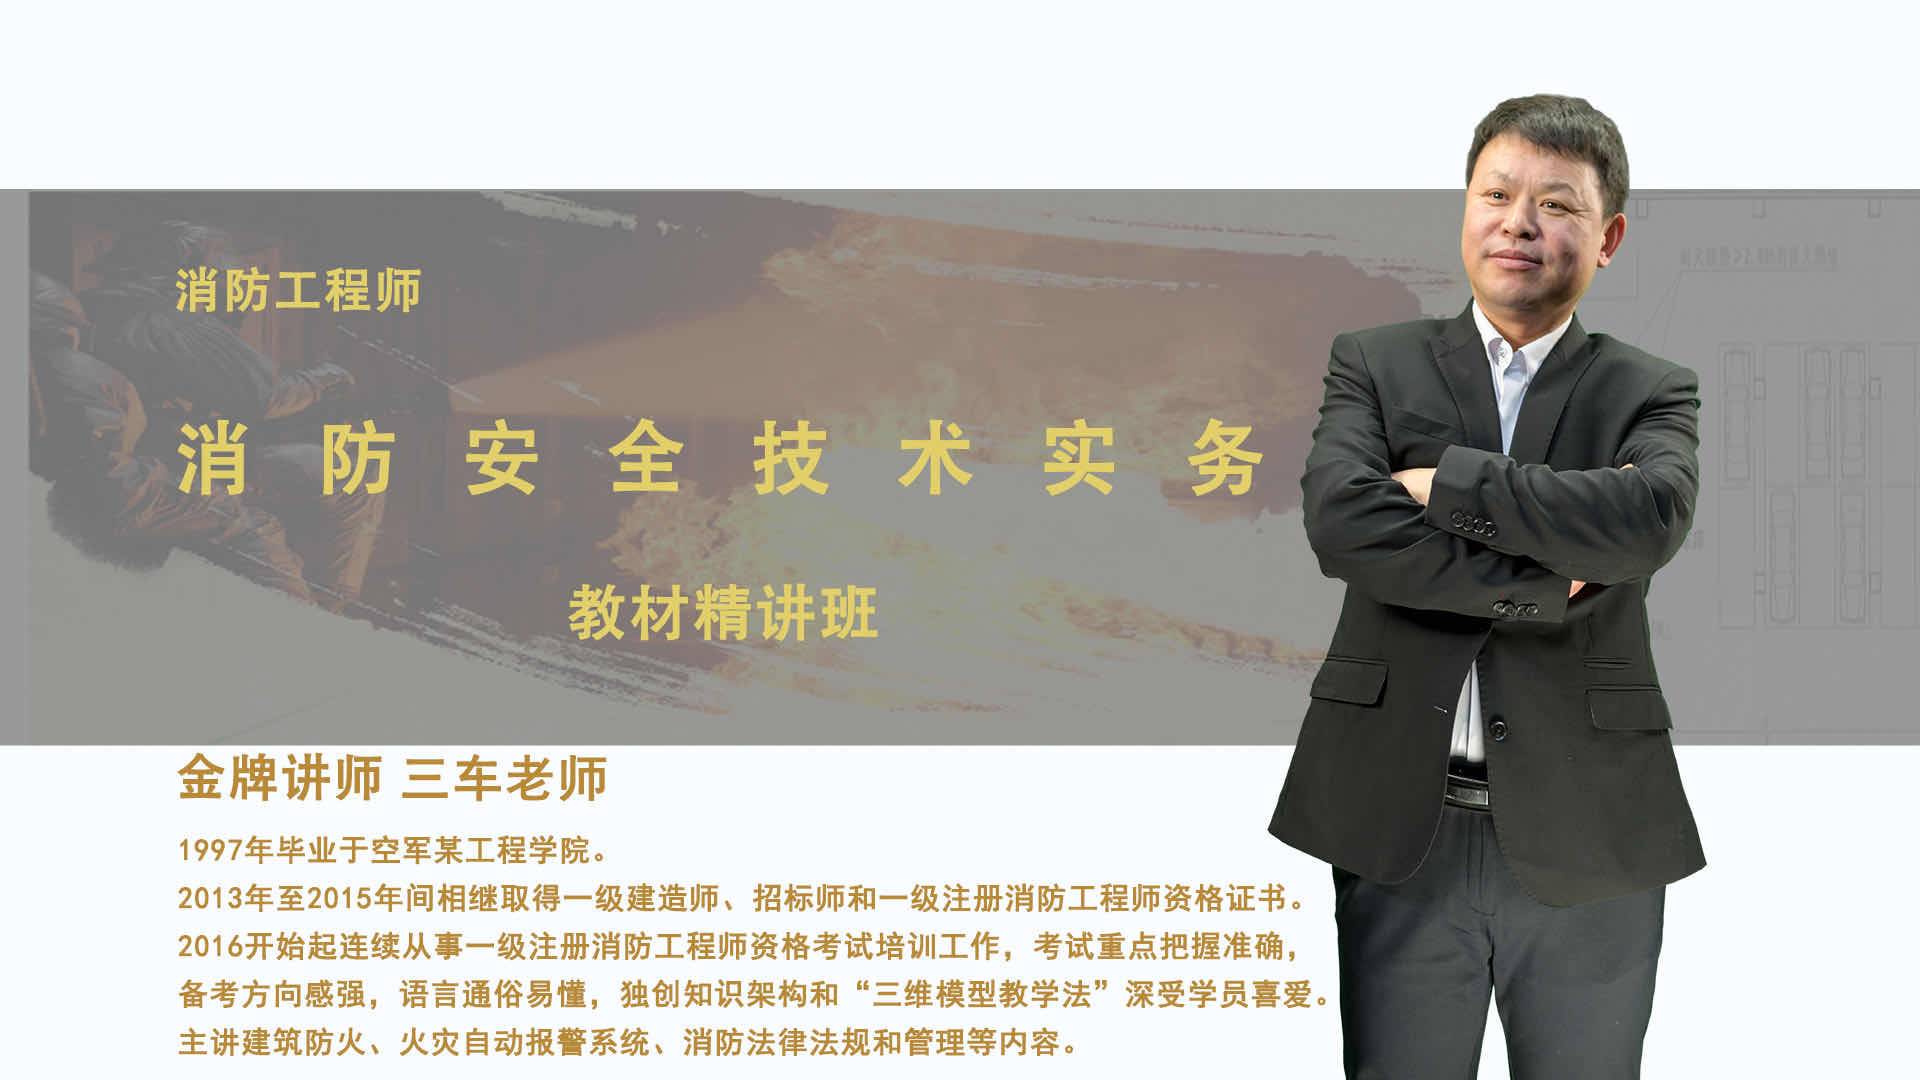 消防工程师
消防安全技术实务
教材精讲班
金牌讲师 三车老师
1997年毕业于空军某工程学院。
2013年至2015年间相继取得一级建造师、招标师和一级注册消防工程师资格证书。
2016开始起连续从事一级注册消防工程师资格考试培训工作，考试重点把握准确，
备考方向感强，语言通俗易懂，独创知识架构和“三维模型教学法”深受学员喜爱。
主讲建筑防火、火灾自动报警系统、消防法律法规和管理等内容。